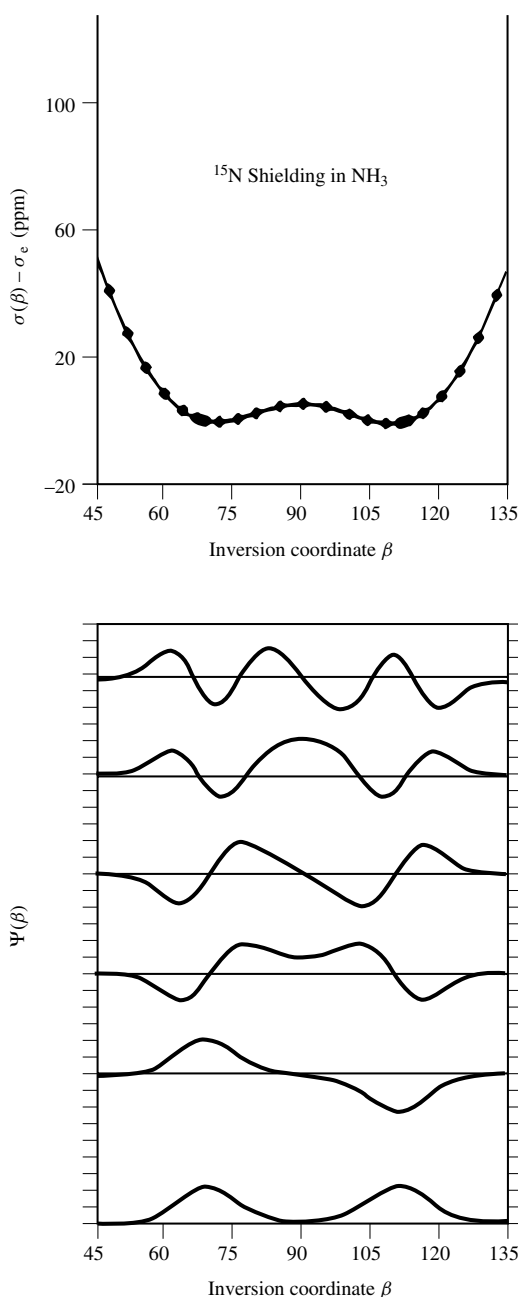 100
¹⁵N Shielding in NH₃
60
σ(β) – σₑ (ppm)
20
–20
45 60 75 90 105 120 135
Inversion coordinate β
Ψ(β)
45 60 75 90 105 120 135
Inversion coordinate β